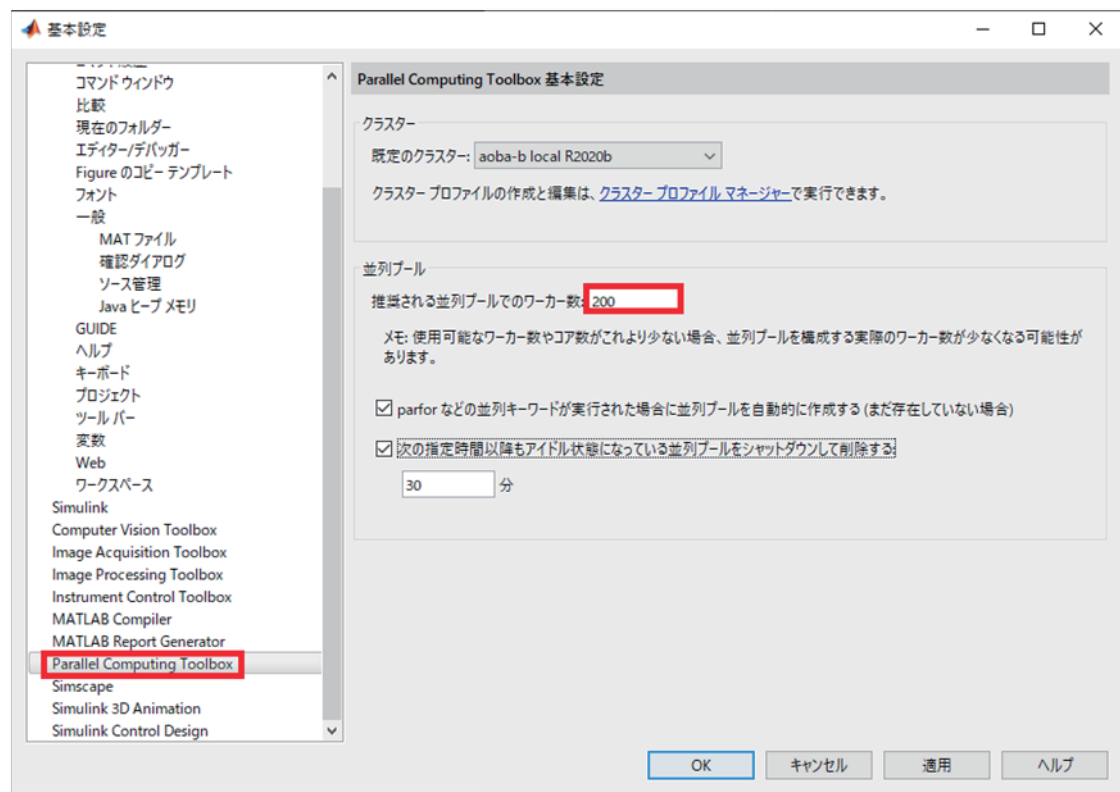 基本設定
コマンド ウィンドウ
比較
現在のフォルダー
エディター/デバッガー
Figure のコピー テンプレート
フォント
一般
MAT ファイル
確認ダイアログ
ソース管理
Java ヒープ メモリ
GUIDE
ヘルプ
キーボード
プロジェクト
ツール バー
変数
Web
ワークスペース
Simulink
Computer Vision Toolbox
Image Acquisition Toolbox
Image Processing Toolbox
Instrument Control Toolbox
MATLAB Compiler
MATLAB Report Generator
Parallel Computing Toolbox
Simscape
Simulink 3D Animation
Simulink Control Design
Parallel Computing Toolbox 基本設定
クラスター
既定のクラスター: aoba-b local R2020b
クラスター プロファイルの作成と編集は、クラスター プロファイル マネージャーで実行できます。
並列プール
推奨される並列プールでのワーカー数: 200
メモ: 使用可能なワーカー数やコア数がこれより少ない場合、並列プールを構成する実際のワーカー数が少なくなる可能性が
あります。
parfor などの並列キーワードが実行された場合に並列プールを自動的に作成する (まだ存在していない場合)
次の指定時間以降もアイドル状態になっている並列プールをシャットダウンして削除する:
30 分
OK キャンセル 適用 ヘルプ